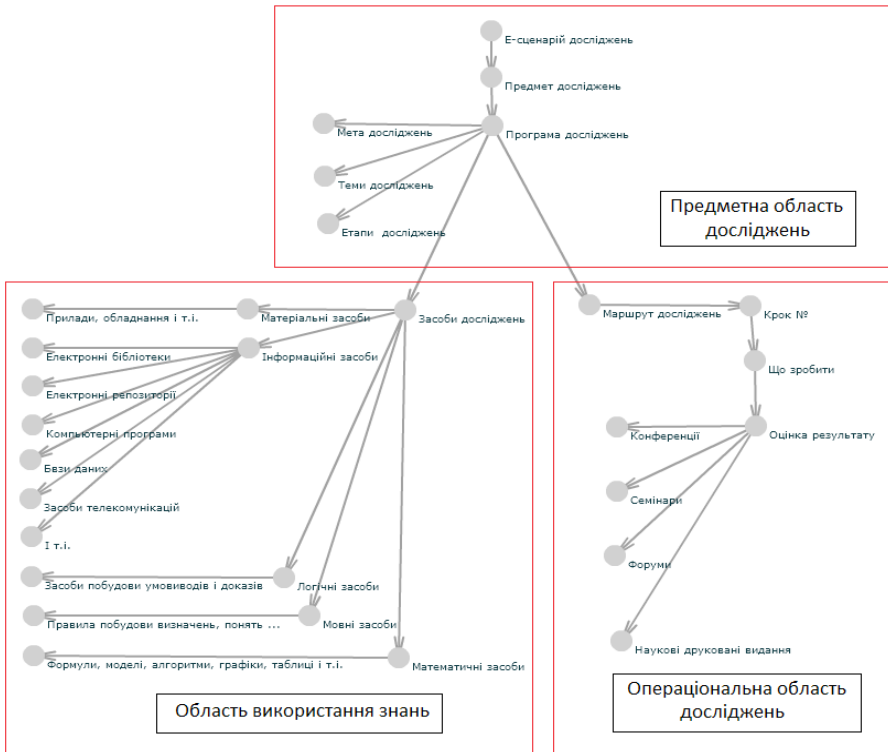 Е-сценарій досліджень
Предмет досліджень
Програма досліджень
Мета досліджень
Теми досліджень
Етапи досліджень
Предметна область
досліджень
Прилади, обладнання і т.і.
Матеріальні засоби
Засоби досліджень
Електронні бібліотеки
Інформаційні засоби
Електронні репозиторії
Компьютерні програми
Бвзи даних
Засоби телекомунікацій
І т.і.
Засоби побудови умовиводів і доказів
Логічні засоби
Правила побудови визначень, понять ...
Мовні засоби
Формули, моделі, алгоритми, графіки, таблиці і т.і.
Математичні засоби
Область використання знань
Маршрут досліджень
Крок №
Що зробити
Оцінка результату
Конференції
Семінари
Форуми
Наукові друковані видання
Операціональна область
досліджень